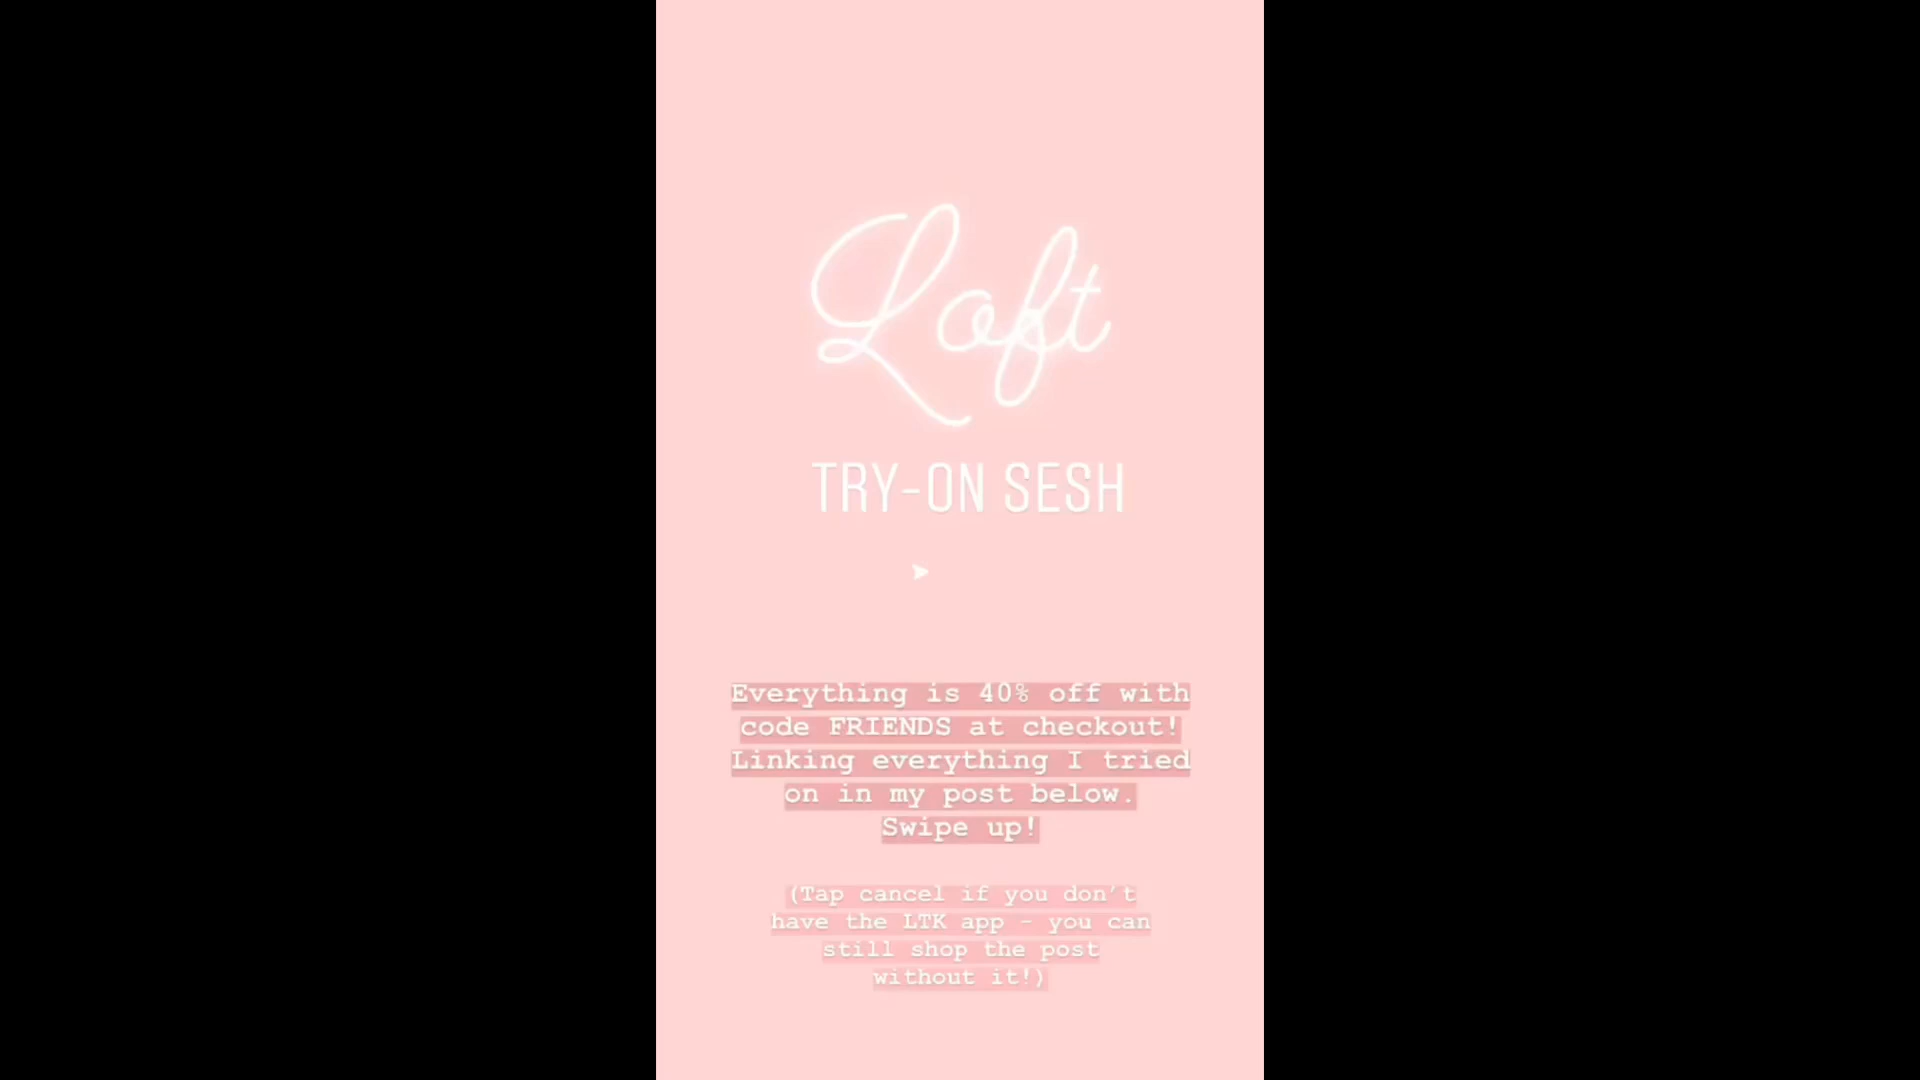 Loft
TRY-ON SESH
Everything is 40% off with
code FRIENDS at checkout!
Linking everything I tried
on in my post below.
Swipe up!
(Tap cancel if you don't
have the LTK app - you can
still shop the post
without it!)